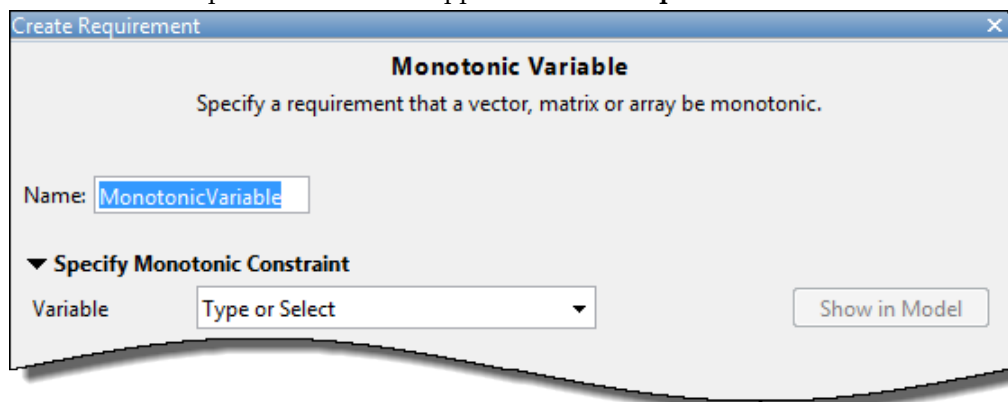 Create Requirement
Monotonic Variable
Specify a requirement that a vector, matrix or array be monotonic.
Name: MonotonicVariable
Specify Monotonic Constraint
Variable Type or Select Show in Model